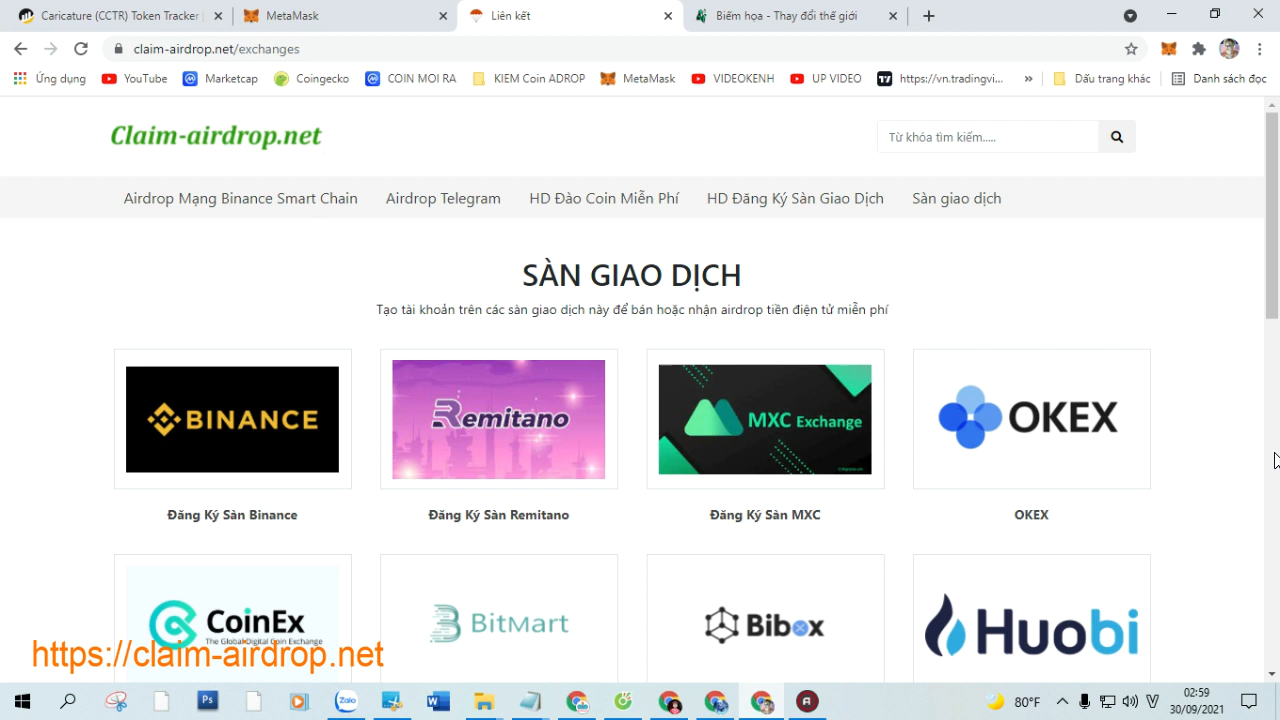 Caricature (CCTR) Token Tracker
MetaMask
Liên kết
Biếm họa - Thay đổi thế giới
claim-airdrop.net/exchanges
Ứng dụng
YouTube
Marketcap
Coingecko
COIN MOI RA
KIEM Coin ADROP
MetaMask
VIDEOKENH
UP VIDEO
https://vn.tradingvi...
»
Dấu trang khác
Danh sách đọc
Claim-airdrop.net
Từ khóa tìm kiếm.....
Airdrop Mạng Binance Smart Chain
Airdrop Telegram
HD Đào Coin Miễn Phí
HD Đăng Ký Sàn Giao Dịch
Sàn giao dịch
SÀN GIAO DỊCH
Tạo tài khoản trên các sàn giao dịch này để bán hoặc nhận airdrop tiền điện tử miễn phí
BINANCE
Remitano
MXC Exchange
OKEX
Đăng Ký Sàn Binance
Đăng Ký Sàn Remitano
Đăng Ký Sàn MXC
OKEX
CoinEx
The Global Digital Coin Exchange
BitMart
Bibox
Huobi
https://claim-airdrop.net
Ps
Zalo
W
A
80°F
V
02:59
30/09/2021